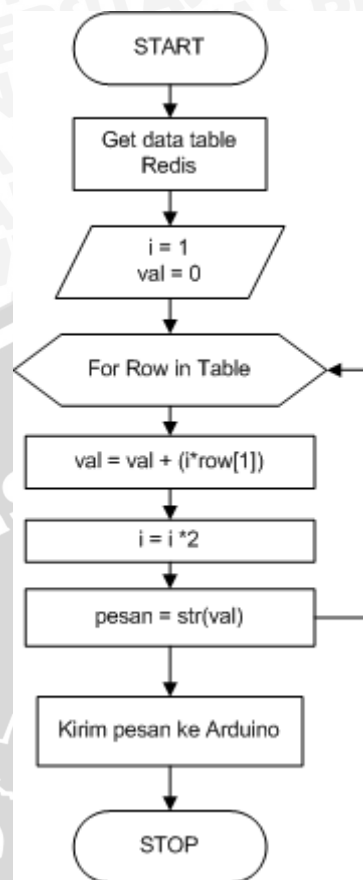 START
Get data table
Redis
i = 1
val = 0
For Row in Table
val = val + (i*row[1])
i = i *2
pesan = str(val)
Kirim pesan ke Arduino
STOP